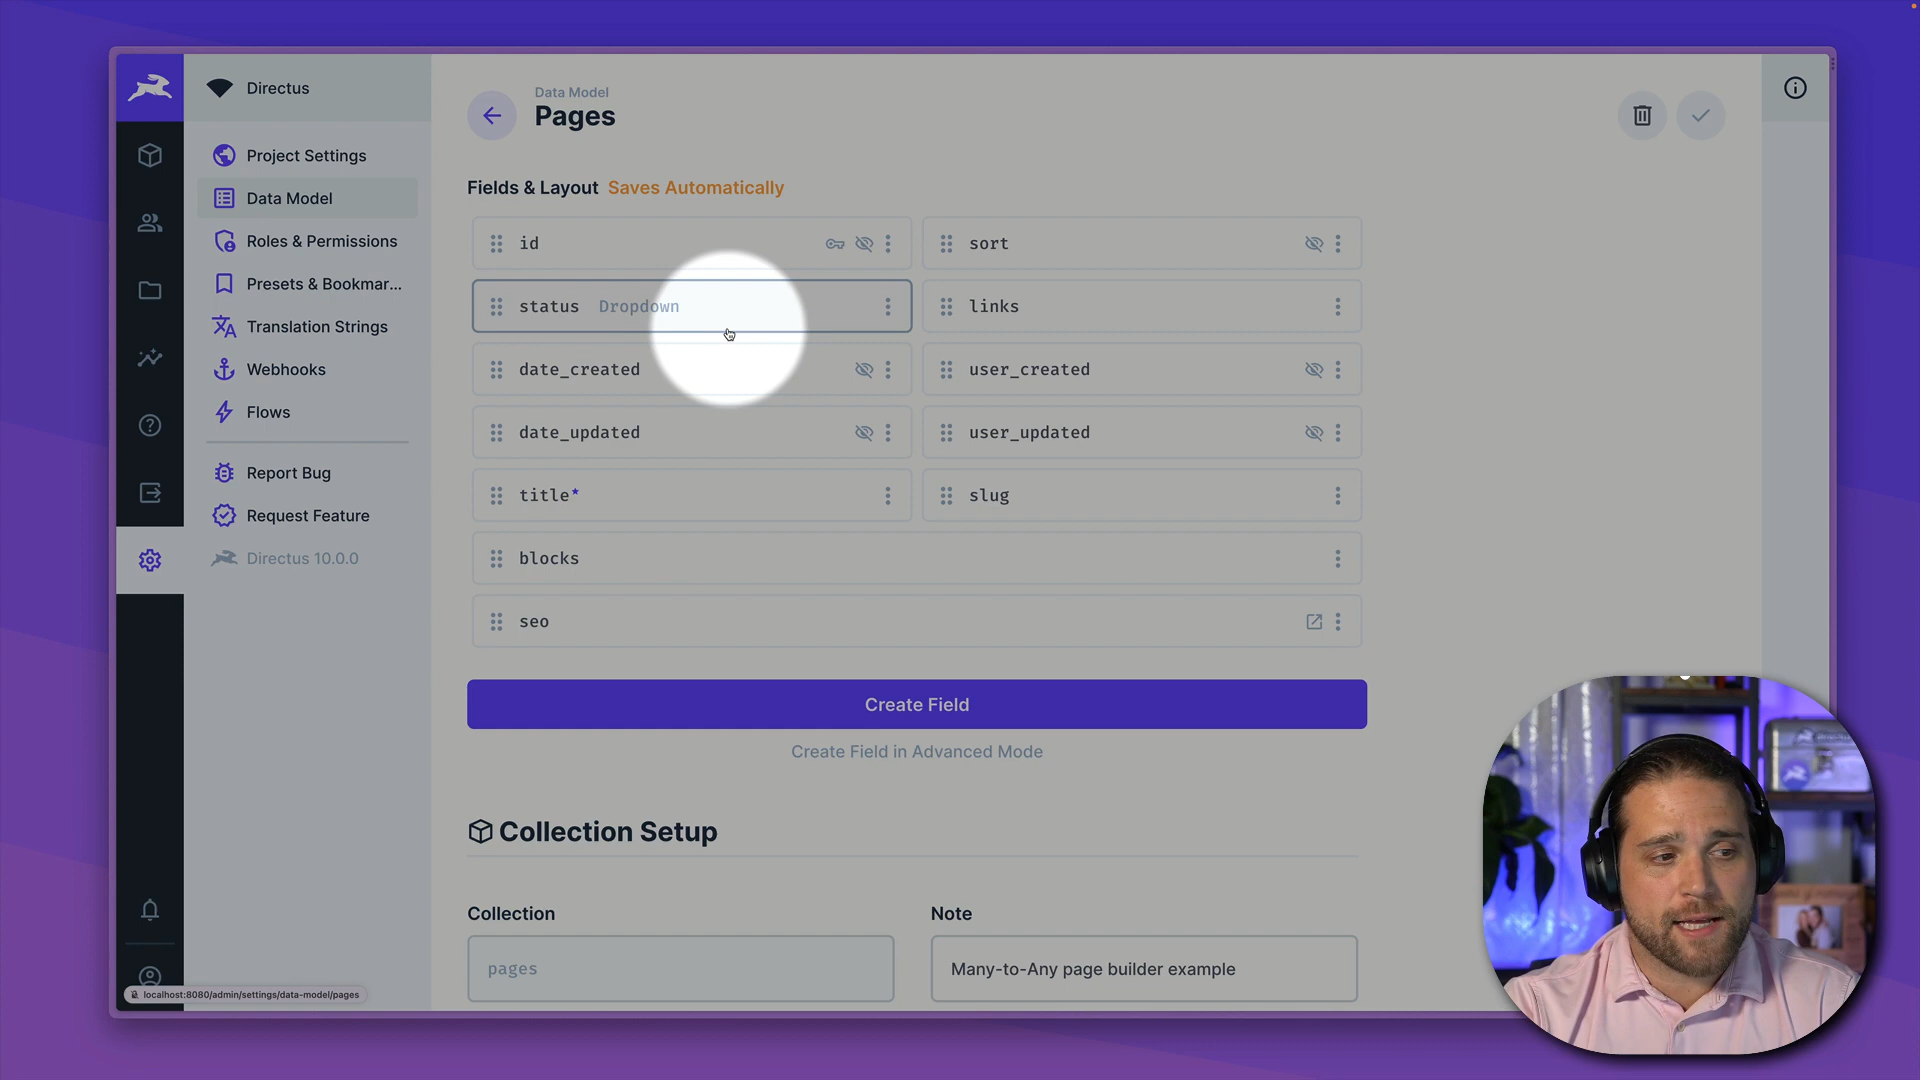 Directus
Project Settings
Data Model
Roles & Permissions
Presets & Bookmar...
Translation Strings
Webhooks
Flows
Report Bug
Request Feature
Directus 10.0.0
Data Model
Pages
Fields & Layout Saves Automatically
id
sort
status Dropdown
links
date_created
user_created
date_updated
user_updated
title*
slug
blocks
seo
Create Field
Create Field in Advanced Mode
Collection Setup
Collection
Note
pages
Many-to-Any page builder example
localhost:8080/admin/settings/data-model/pages